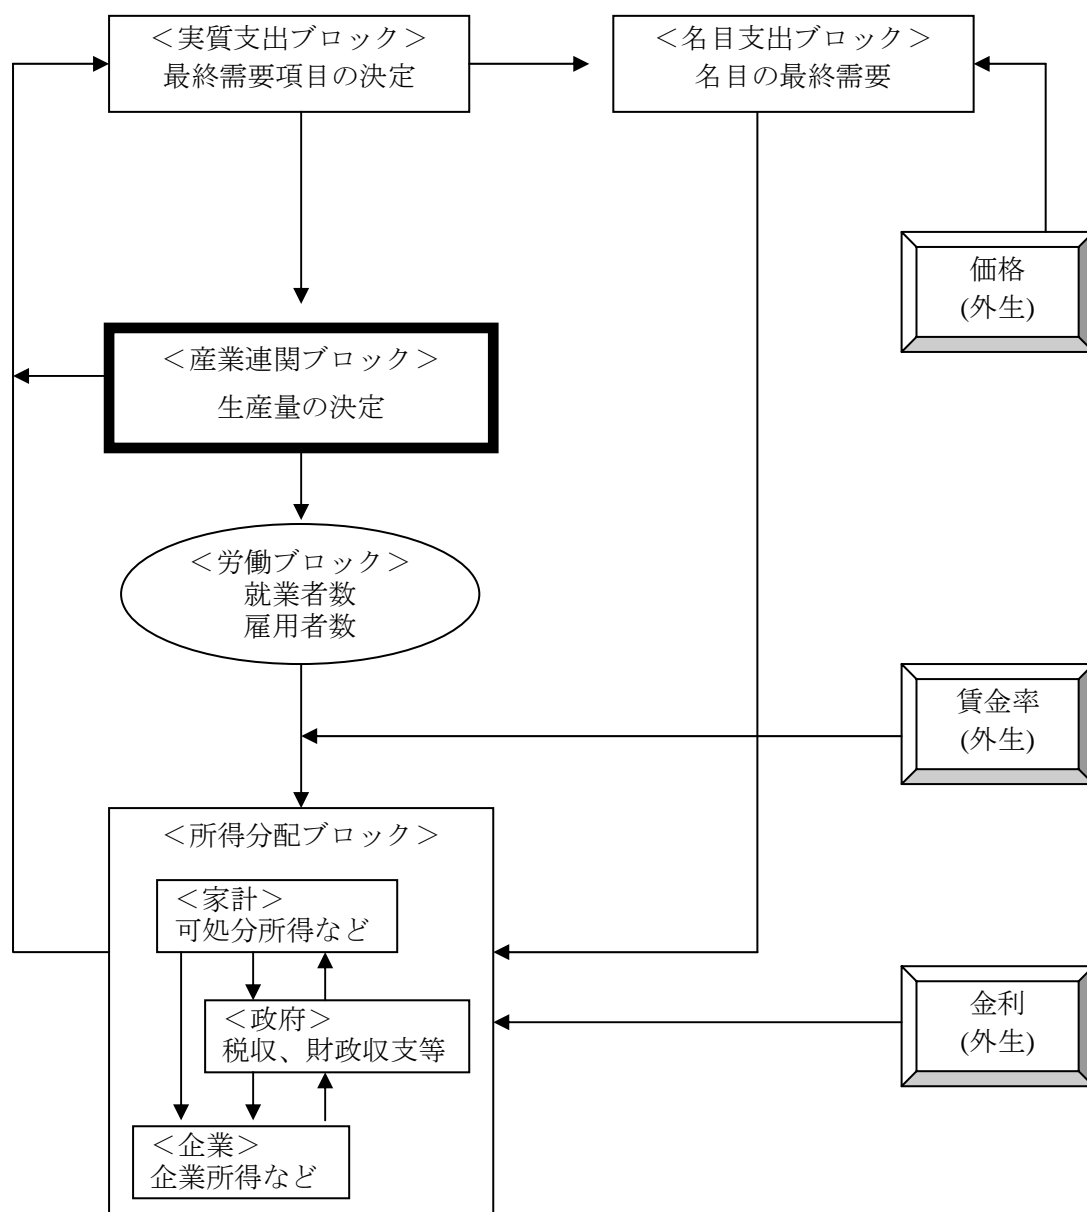 ＜実質支出ブロック＞
最終需要項目の決定
＜名目支出ブロック＞
名目の最終需要
価格
(外生)
＜産業連関ブロック＞
生産量の決定
＜労働ブロック＞
就業者数
雇用者数
賃金率
(外生)
＜所得分配ブロック＞
＜家計＞
可処分所得など
＜政府＞
税収、財政収支等
金利
(外生)
＜企業＞
企業所得など